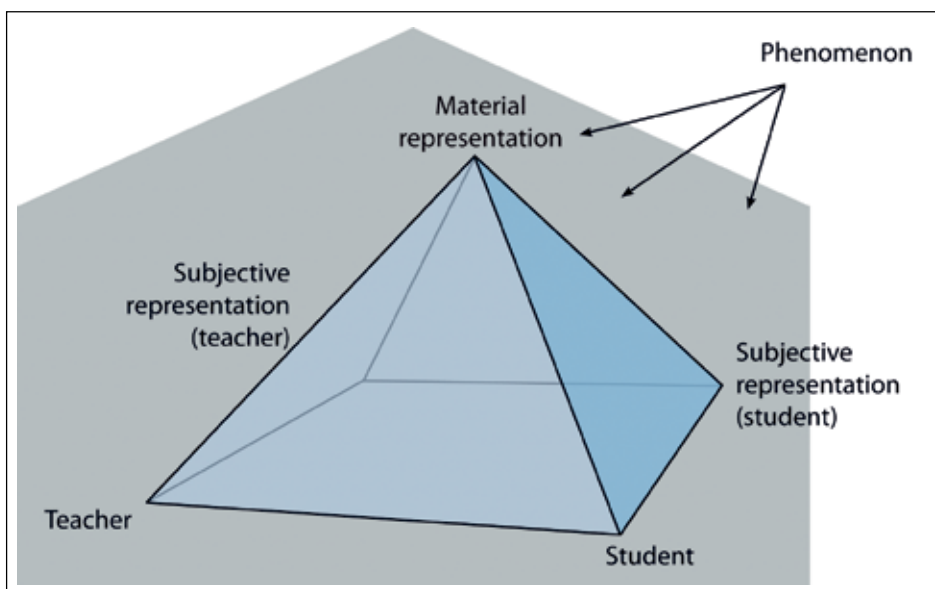 Phenomenon
Material
representation
Subjective
representation
(teacher)
Subjective
representation
(student)
Teacher
Student